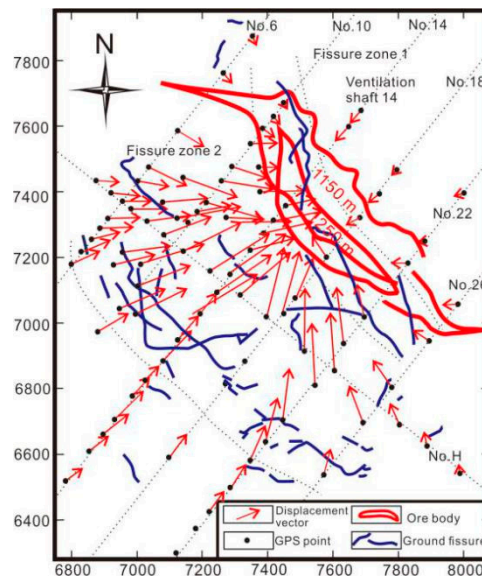 No.6
No.10
No.14
Fissure zone 1
Ventilation
shaft 14
No.18
Fissure zone 2
1150 m
1250 m
No.22
No.26
No.H
N
7800
7600
7400
7200
7000
6800
6600
6400
6800
7000
7200
7400
7600
7800
8000
Displacement
vector
Ore body
GPS point
Ground fissure